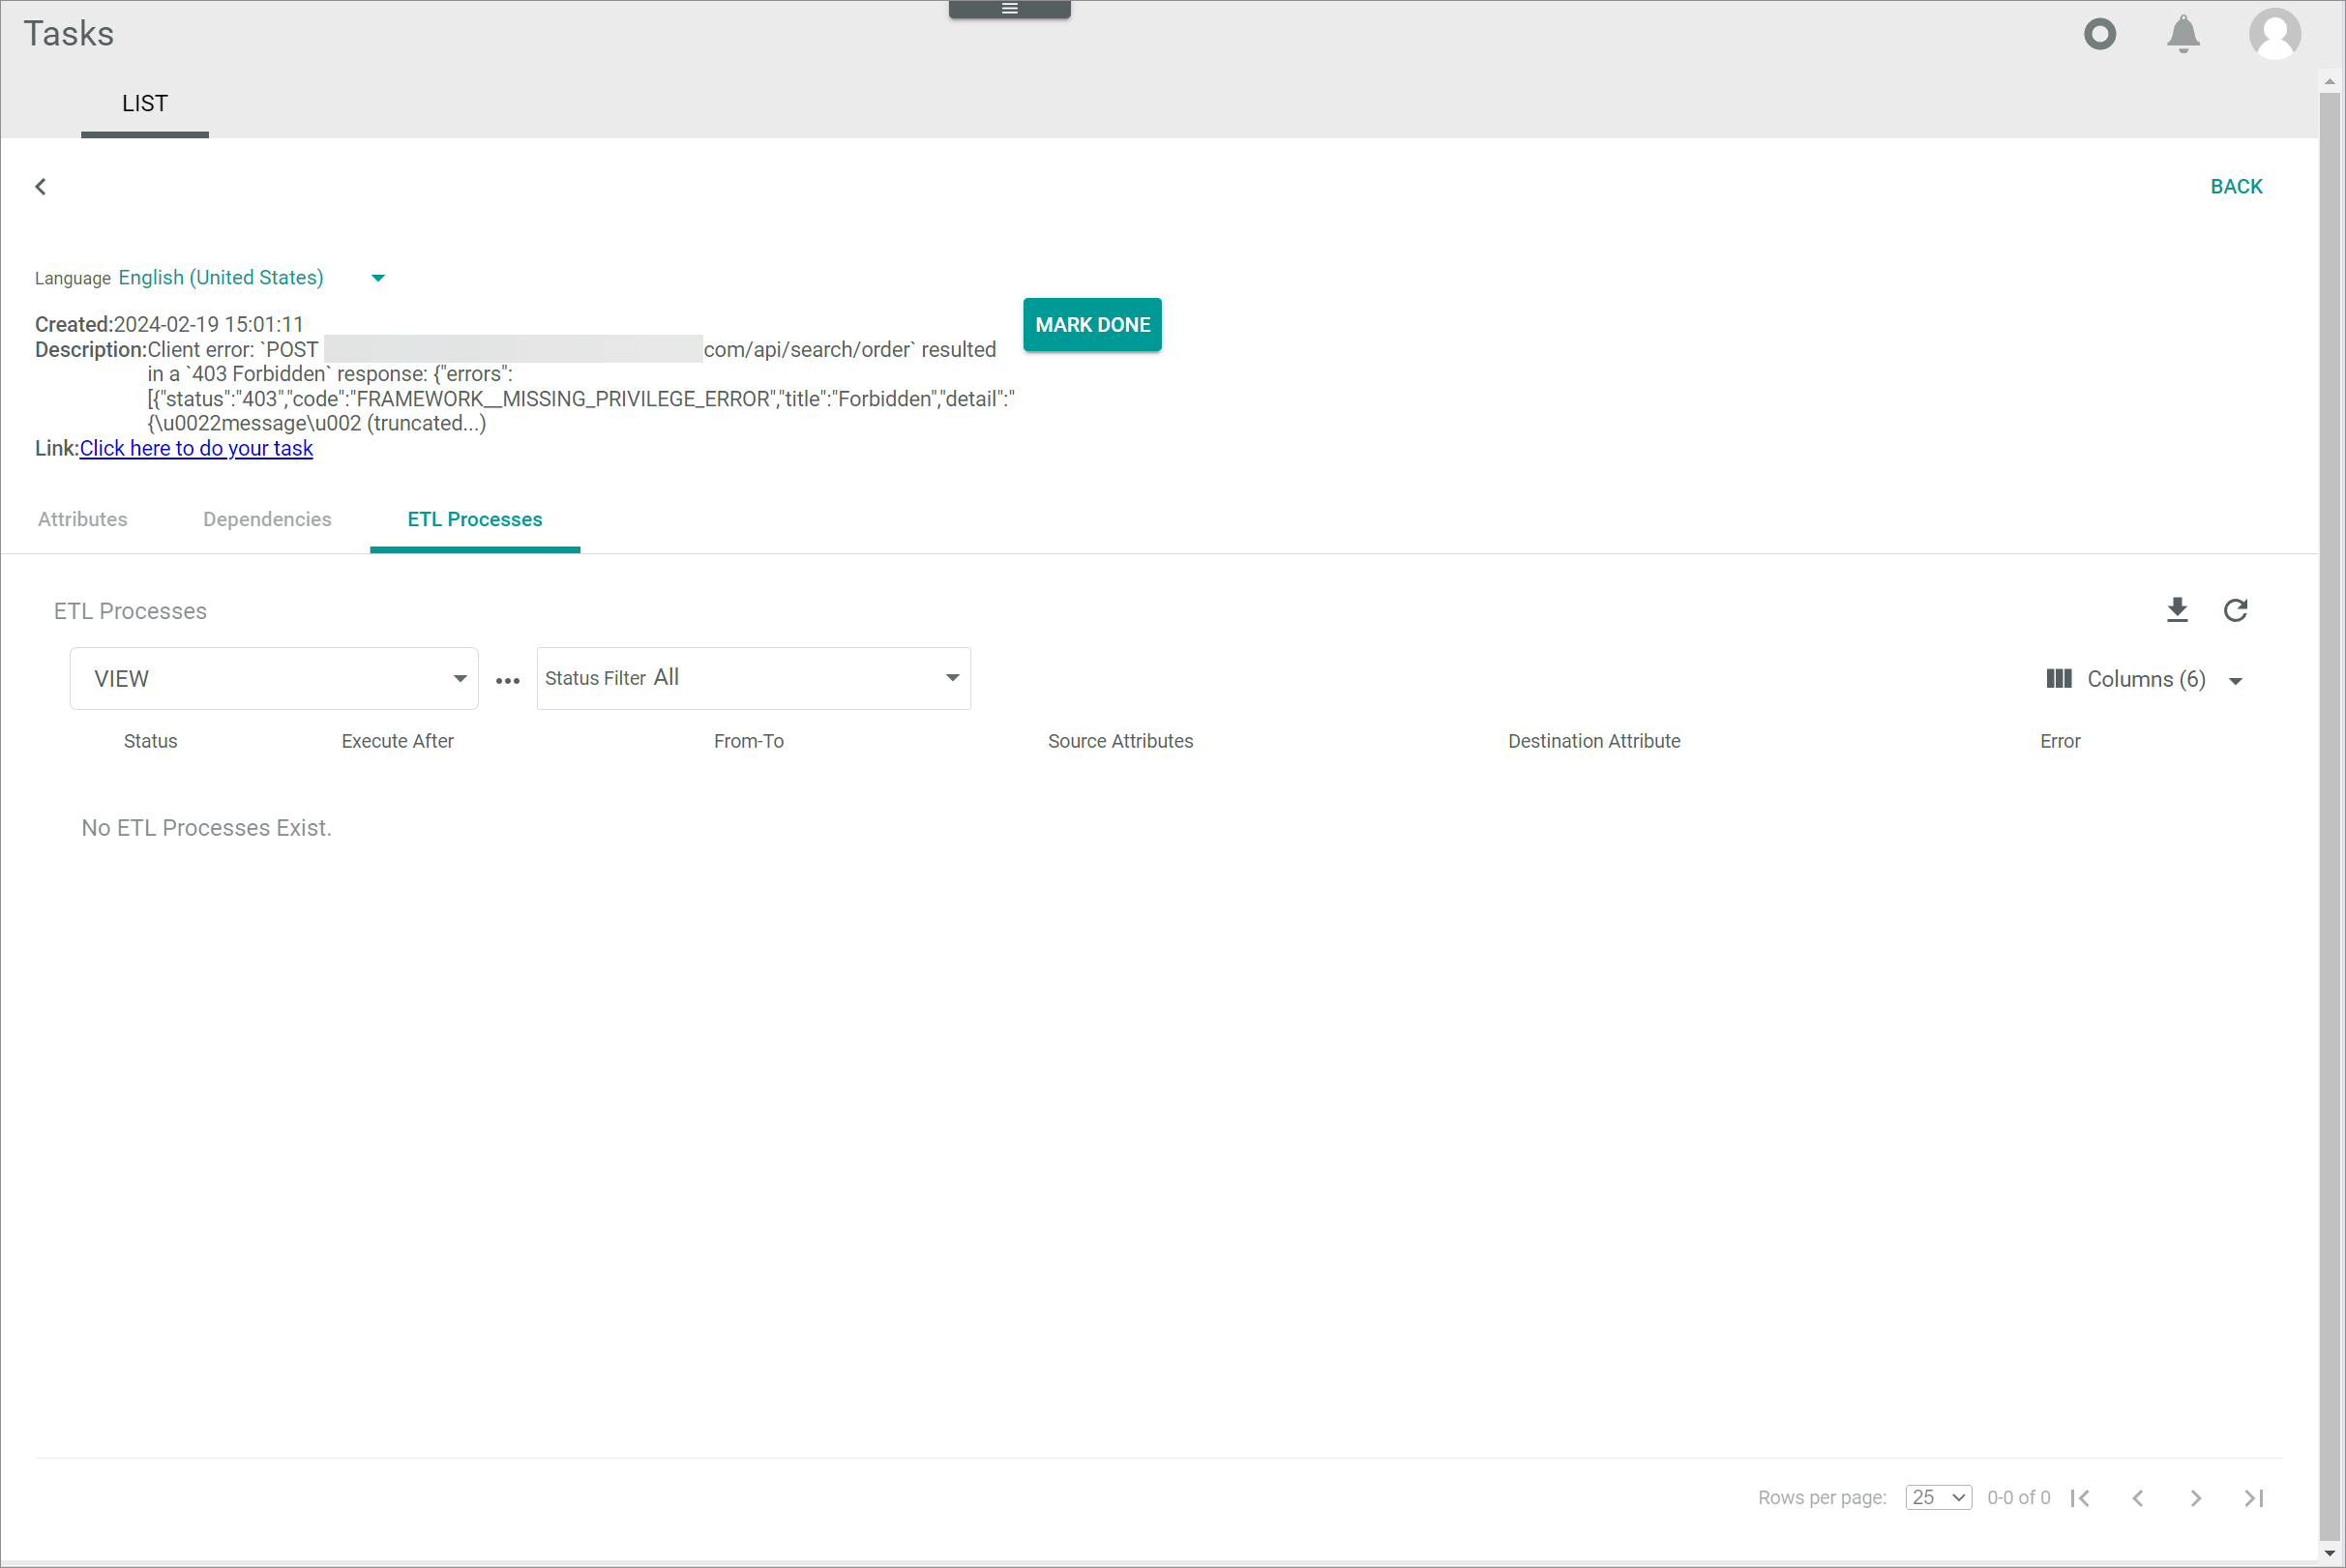 Tasks
LIST
BACK
Language English (United States)
Created:2024-02-19 15:01:11
MARK DONE
Description:Client error: `POST com/api/search/order` resulted
in a `403 Forbidden` response: {"errors":
[{"status":"403","code":"FRAMEWORK__MISSING_PRIVILEGE_ERROR","title":"Forbidden","detail":"
{\u0022message\u002 (truncated...)
Link:Click here to do your task
Attributes Dependencies ETL Processes
ETL Processes
VIEW ••• Status Filter All Columns (6)
Status Execute After From-To Source Attributes Destination Attribute Error
No ETL Processes Exist.
Rows per page: 25 0-0 of 0